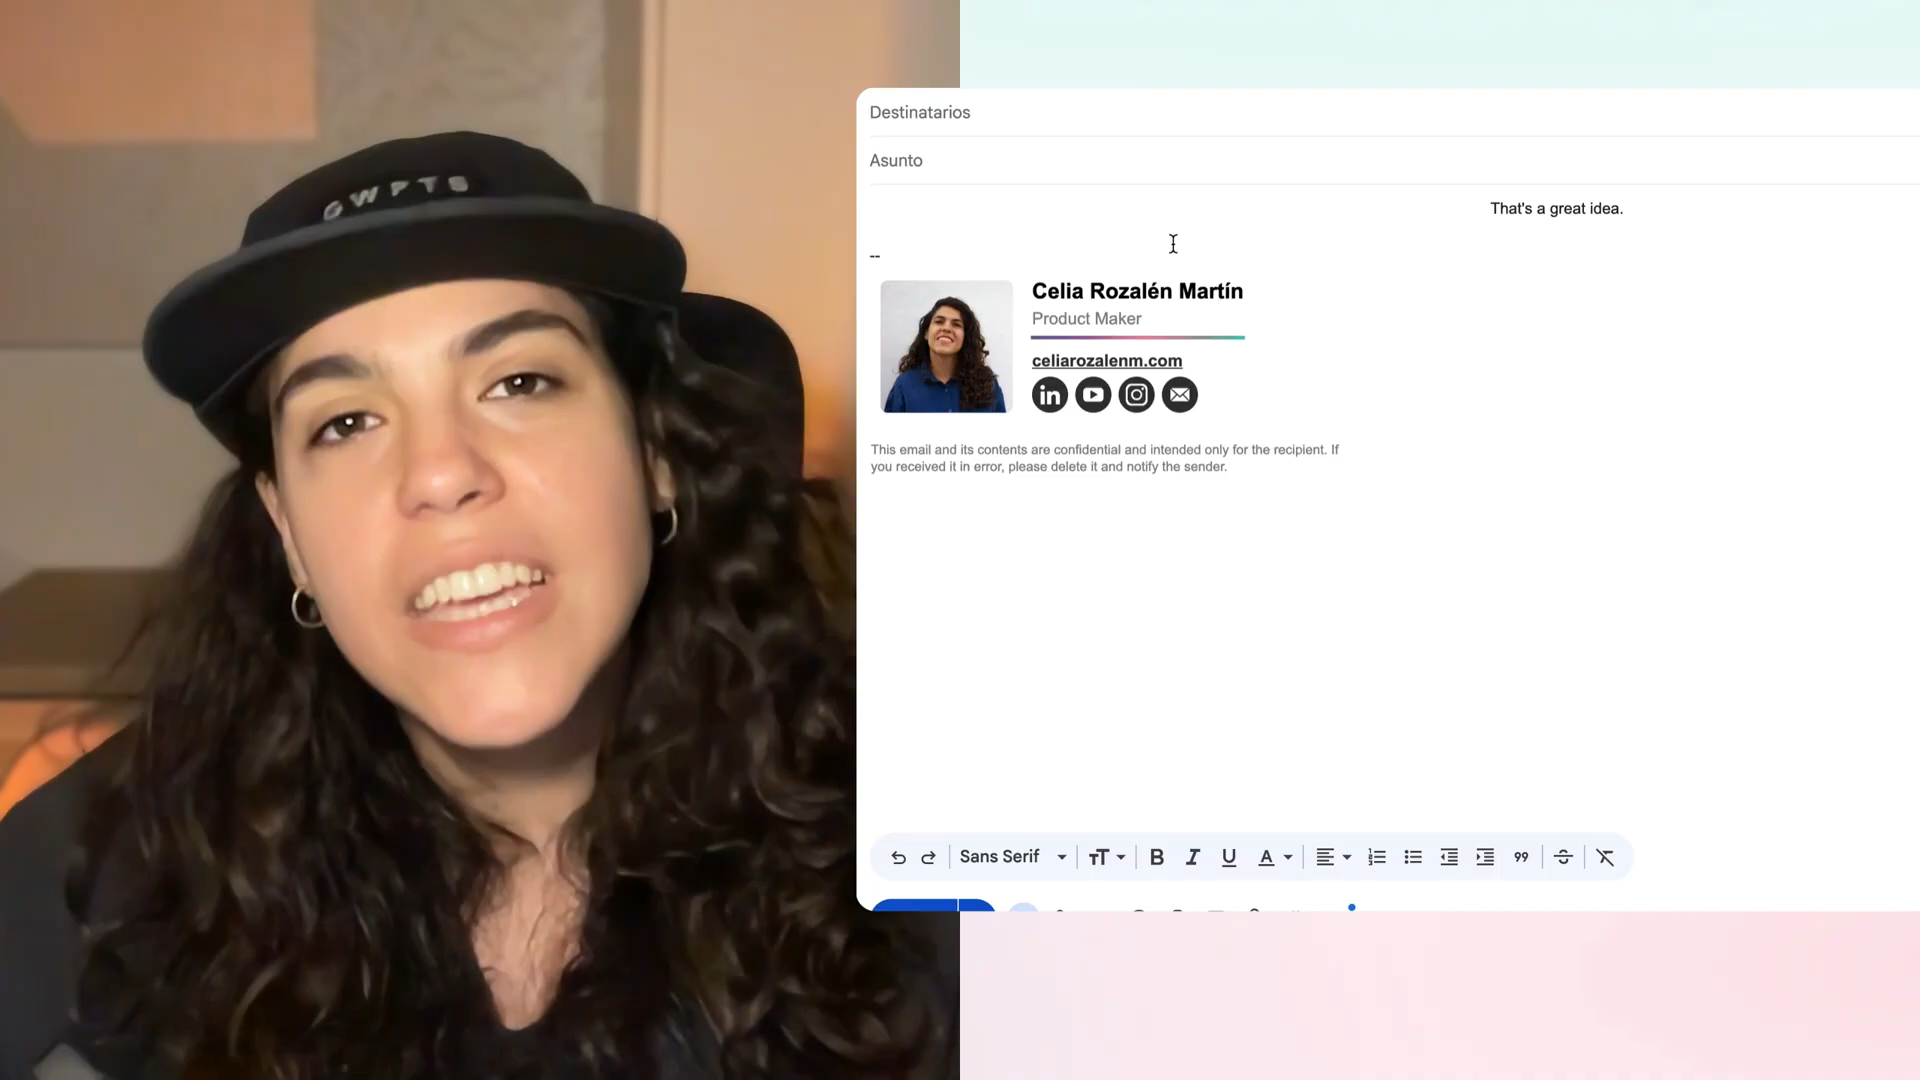 GWPTS
Destinatarios
Asunto
That's a great idea.
--
Celia Rozalén Martín
Product Maker
celiarozalenm.com
in
This email and its contents are confidential and intended only for the recipient. If
you received it in error, please delete it and notify the sender.
Sans Serif